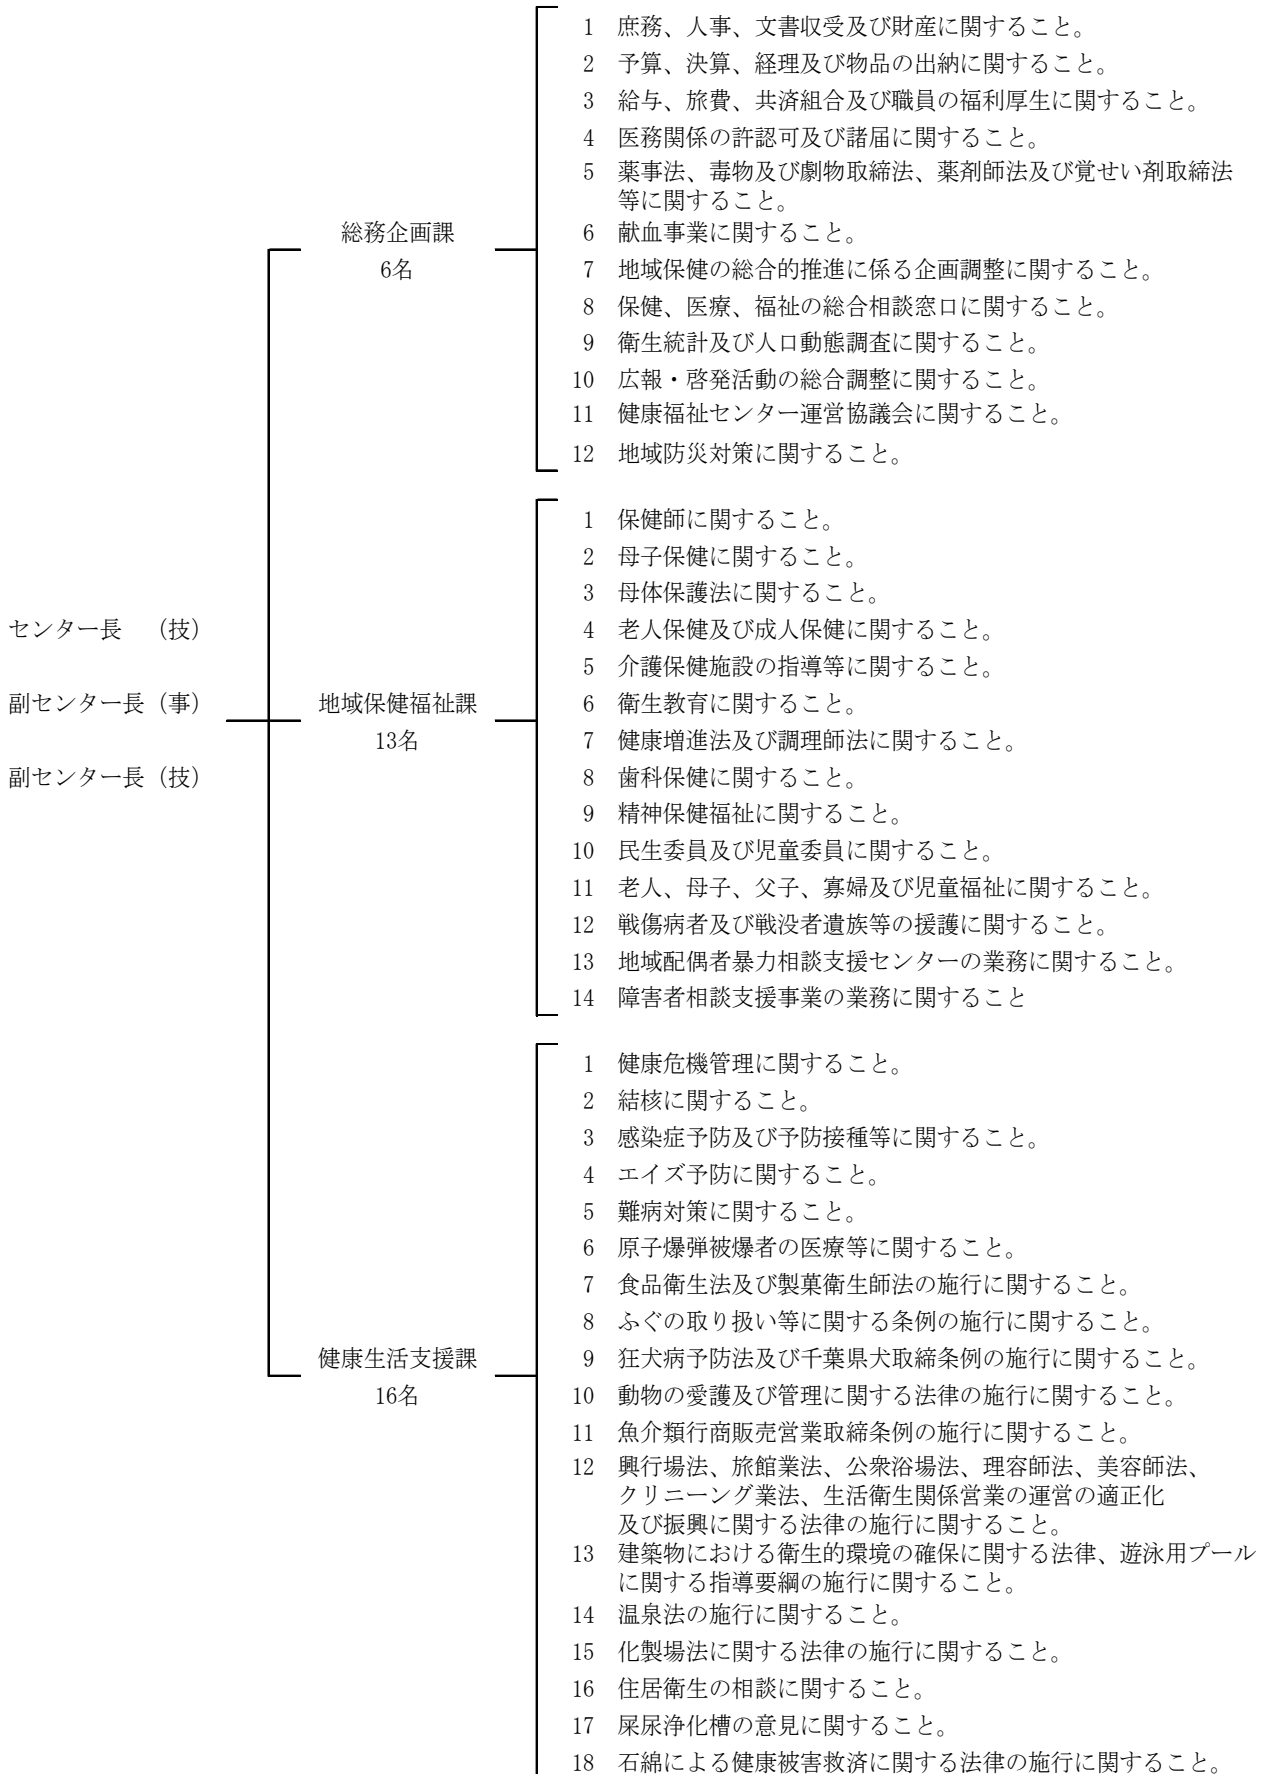 センター長 （技）
副センター長（事）
副センター長（技）
総務企画課
6名
1 庶務、人事、文書収受及び財産に関すること。
2 予算、決算、経理及び物品の出納に関すること。
3 給与、旅費、共済組合及び職員の福利厚生に関すること。
4 医務関係の許認可及び諸届に関すること。
5 薬事法、毒物及び劇物取締法、薬剤師法及び覚せい剤取締法
等に関すること。
6 献血事業に関すること。
7 地域保健の総合的推進に係る企画調整に関すること。
8 保健、医療、福祉の総合相談窓口に関すること。
9 衛生統計及び人口動態調査に関すること。
10 広報・啓発活動の総合調整に関すること。
11 健康福祉センター運営協議会に関すること。
12 地域防災対策に関すること。
地域保健福祉課
13名
1 保健師に関すること。
2 母子保健に関すること。
3 母体保護法に関すること。
4 老人保健及び成人保健に関すること。
5 介護保健施設の指導等に関すること。
6 衛生教育に関すること。
7 健康増進法及び調理師法に関すること。
8 歯科保健に関すること。
9 精神保健福祉に関すること。
10 民生委員及び児童委員に関すること。
11 老人、母子、父子、寡婦及び児童福祉に関すること。
12 戦傷病者及び戦没者遺族等の援護に関すること。
13 地域配偶者暴力相談支援センターの業務に関すること。
14 障害者相談支援事業の業務に関すること
健康生活支援課
16名
1 健康危機管理に関すること。
2 結核に関すること。
3 感染症予防及び予防接種等に関すること。
4 エイズ予防に関すること。
5 難病対策に関すること。
6 原子爆弾被爆者の医療等に関すること。
7 食品衛生法及び製菓衛生師法の施行に関すること。
8 ふぐの取り扱い等に関する条例の施行に関すること。
9 狂犬病予防法及び千葉県犬取締条例の施行に関すること。
10 動物の愛護及び管理に関する法律の施行に関すること。
11 魚介類行商販売営業取締条例の施行に関すること。
12 興行場法、旅館業法、公衆浴場法、理容師法、美容師法、
クリニーング業法、生活衛生関係営業の運営の適正化
及び振興に関する法律の施行に関すること。
13 建築物における衛生的環境の確保に関する法律、遊泳用プール
に関する指導要綱の施行に関すること。
14 温泉法の施行に関すること。
15 化製場法に関する法律の施行に関すること。
16 住居衛生の相談に関すること。
17 屎尿浄化槽の意見に関すること。
18 石綿による健康被害救済に関する法律の施行に関すること。